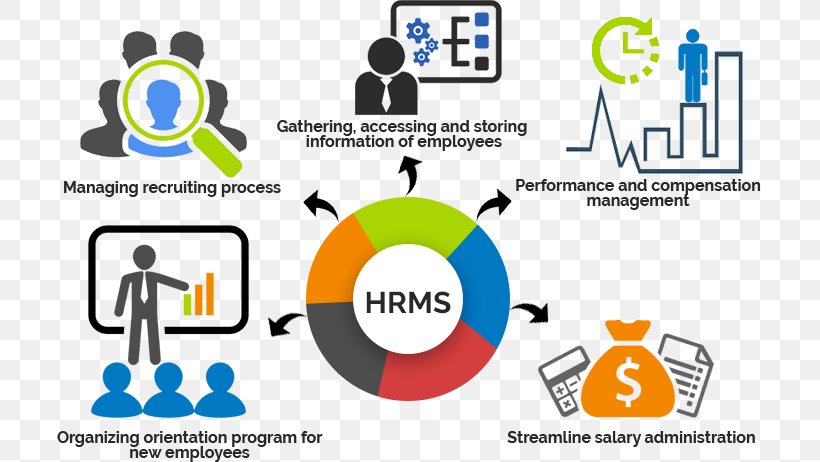 Gathering, accessing and storing
information of employees
Managing recruiting process
Performance and compensation
management
HRMS
$
Organizing orientation program for
new employees
Streamline salary administration